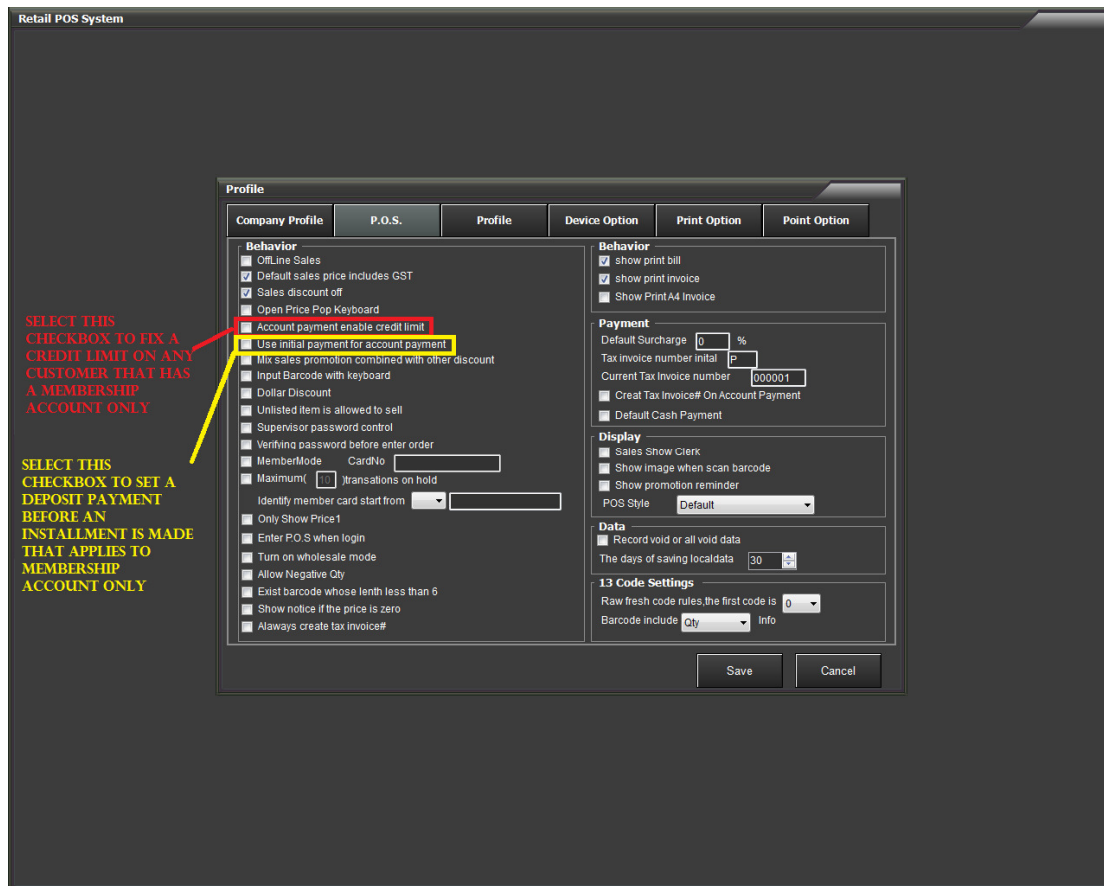 Retail POS System
Profile
Company Profile
P.O.S.
Profile
Device Option
Print Option
Point Option
Behavior
OffLine Sales
Default sales price includes GST
Sales discount off
Open Price Pop Keyboard
Account payment enable credit limit
Use initial payment for account payment
Mix sales promotion combined with other discount
Input Barcode with keyboard
Dollar Discount
Unlisted item is allowed to sell
Supervisor password control
Verifying password before enter order
MemberMode CardNo
Maximum( 10 )transations on hold
Identify member card start from
Only Show Price1
Enter P.O.S when login
Turn on wholesale mode
Allow Negative Qty
Exist barcode whose lenth less than 6
Show notice if the price is zero
Alaways create tax invoice#
Behavior
show print bill
show print invoice
Show Print A4 Invoice
Payment
Default Surcharge 0 %
Tax invoice number inital P
Current Tax Invoice number 000001
Creat Tax Invoice# On Account Payment
Default Cash Payment
Display
Sales Show Clerk
Show image when scan barcode
Show promotion reminder
POS Style Default
Data
Record void or all void data
The days of saving localdata 30
13 Code Settings
Raw fresh code rules,the first code is 0
Barcode include Qty Info
Save
Cancel
SELECT THIS
CHECKBOX TO FIX A
CREDIT LIMIT ON ANY
CUSTOMER THAT HAS
A MEMBERSHIP
ACCOUNT ONLY
SELECT THIS
CHECKBOX TO SET A
DEPOSIT PAYMENT
BEFORE AN
INSTALLMENT IS MADE
THAT APPLIES TO
MEMBERSHIP
ACCOUNT ONLY